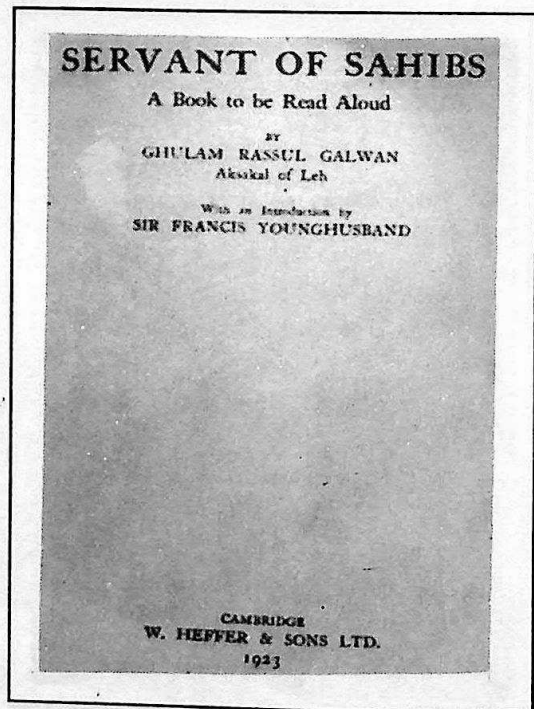 SERVANT OF SAHIBS
A Book to be Read Aloud
BY
GHULAM RASSUL GALWAN
Aksakal of Leh
With an Introduction by
SIR FRANCIS YOUNGHUSBAND
CAMBRIDGE
W. HEFFER & SONS LTD.
1923